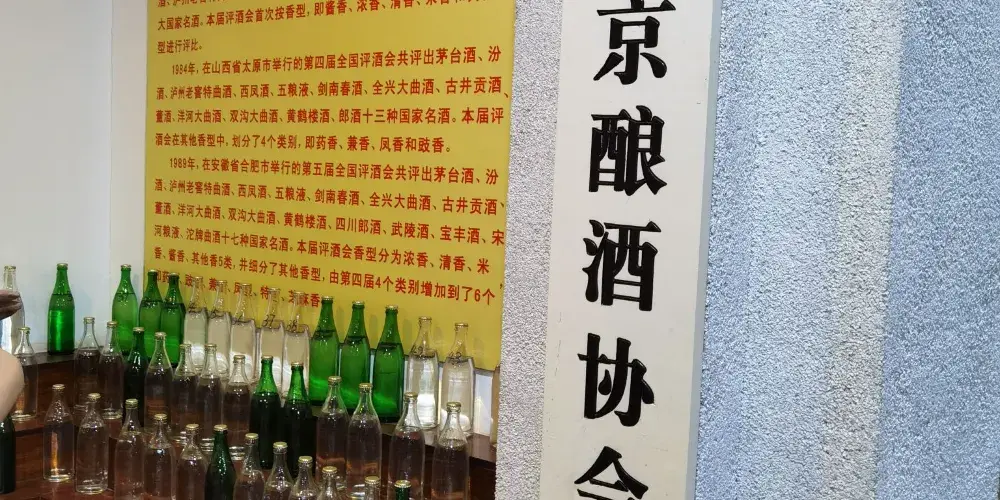 大国家名酒。本届评酒会首次按香型,即酱香、浓香、清香、米香和
型进行评比。
1984年,在山西省太原市举行的第四届全国评酒会共评出茅台酒、汾
酒、泸州老窖特曲酒、西凤酒、五粮液、剑南春酒、全兴大曲酒、古井贡酒、
董酒、洋河大曲酒、双沟大曲酒、黄鹤楼酒、郎酒十三种国家名酒。本届评
酒会在其他香型中,划分了4个类别,即药香、兼香、凤香和豉香。
1989年,在安徽省合肥市举行的第五届全国评酒会共评出茅台酒、汾
酒、泸州老窖特曲酒、西凤酒、五粮液、剑南春酒、全兴大曲酒、古井贡酒、
董酒、洋河大曲酒、双沟大曲酒、黄鹤楼酒、四川郎酒、武陵酒、宝丰酒、宋
河粮液、沱牌曲酒十七种国家名酒。本届评酒会香型分为浓香、清香、米
香、酱香、其他香5类,并细分了其他香型,由第四届4个类别增加到了6个,
京酿酒协会